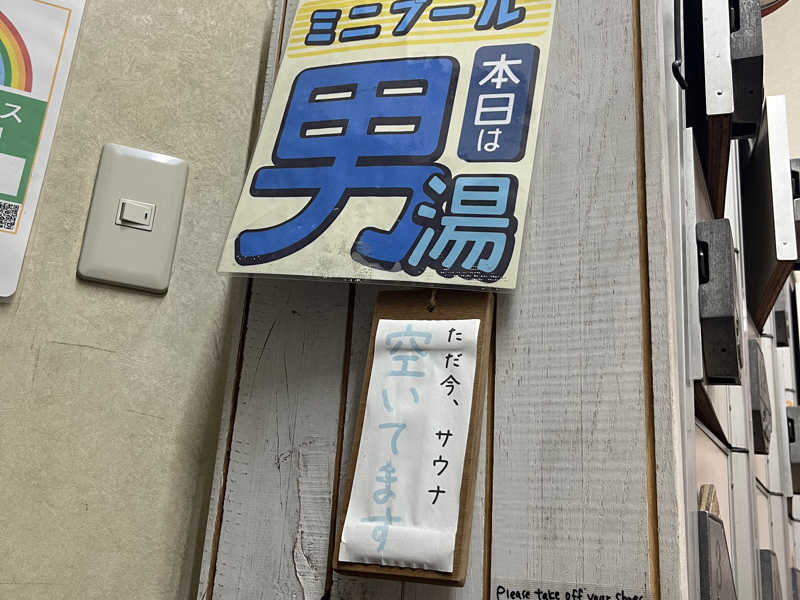 ミニプール
本日は
男湯
ただ今、サウナ
空いてます
Please take off your shoes
ス